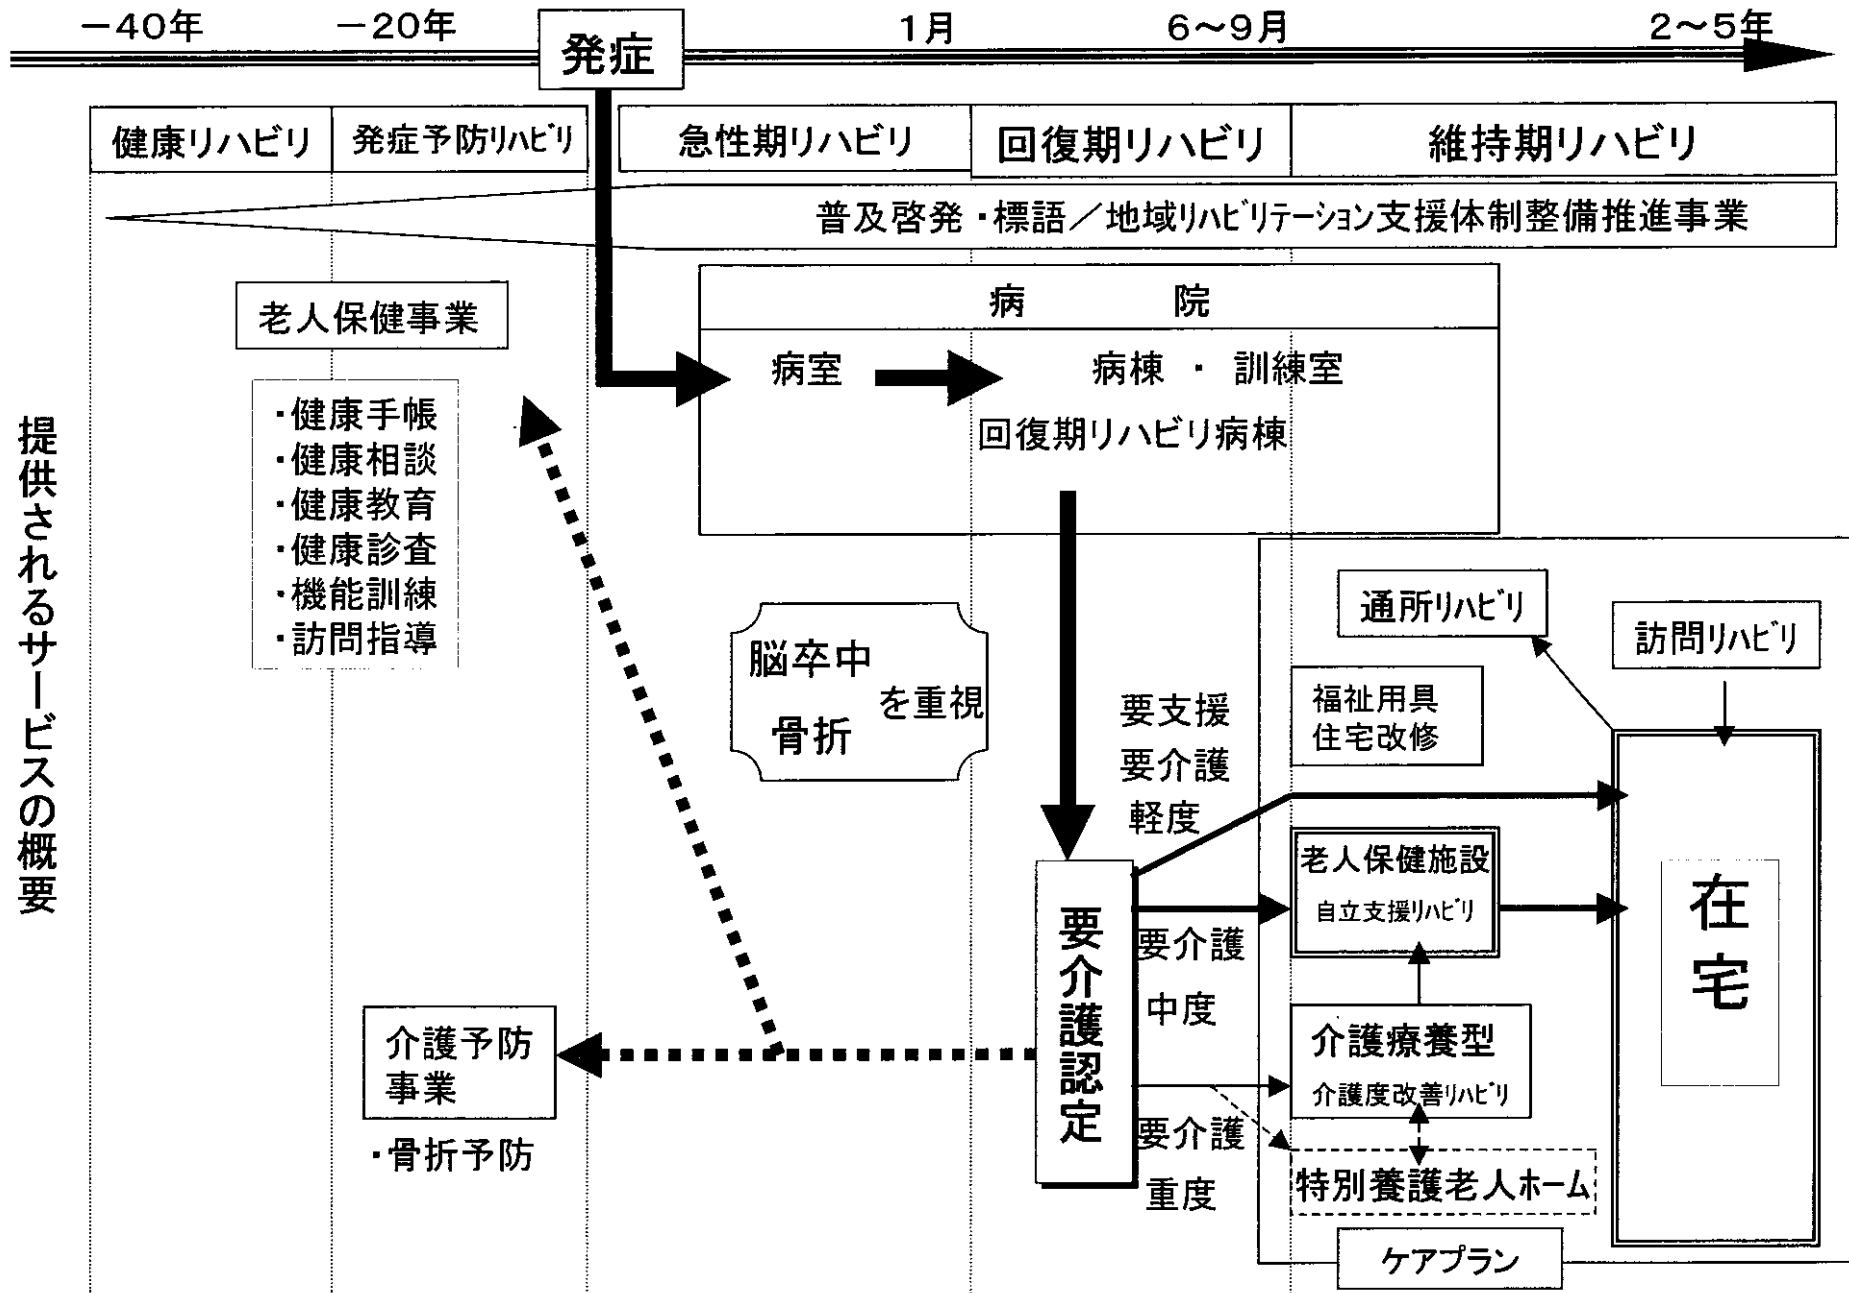 −40年
−20年
発症
1月
6〜9月
2〜5年
健康リハビリ
発症予防リハビリ
急性期リハビリ
回復期リハビリ
維持期リハビリ
普及啓発・標語／地域リハビリテーション支援体制整備推進事業
提供されるサービスの概要
老人保健事業
・健康手帳
・健康相談
・健康教育
・健康診査
・機能訓練
・訪問指導
病　院
病室
病棟 ・ 訓練室
回復期リハビリ病棟
脳卒中
骨折
を重視
介護予防
事業
・骨折予防
要介護認定
要支援
要介護
軽度
要介護
中度
要介護
重度
通所リハビリ
訪問リハビリ
福祉用具
住宅改修
老人保健施設
自立支援リハビリ
介護療養型
介護度改善リハビリ
特別養護老人ホーム
在宅
ケアプラン